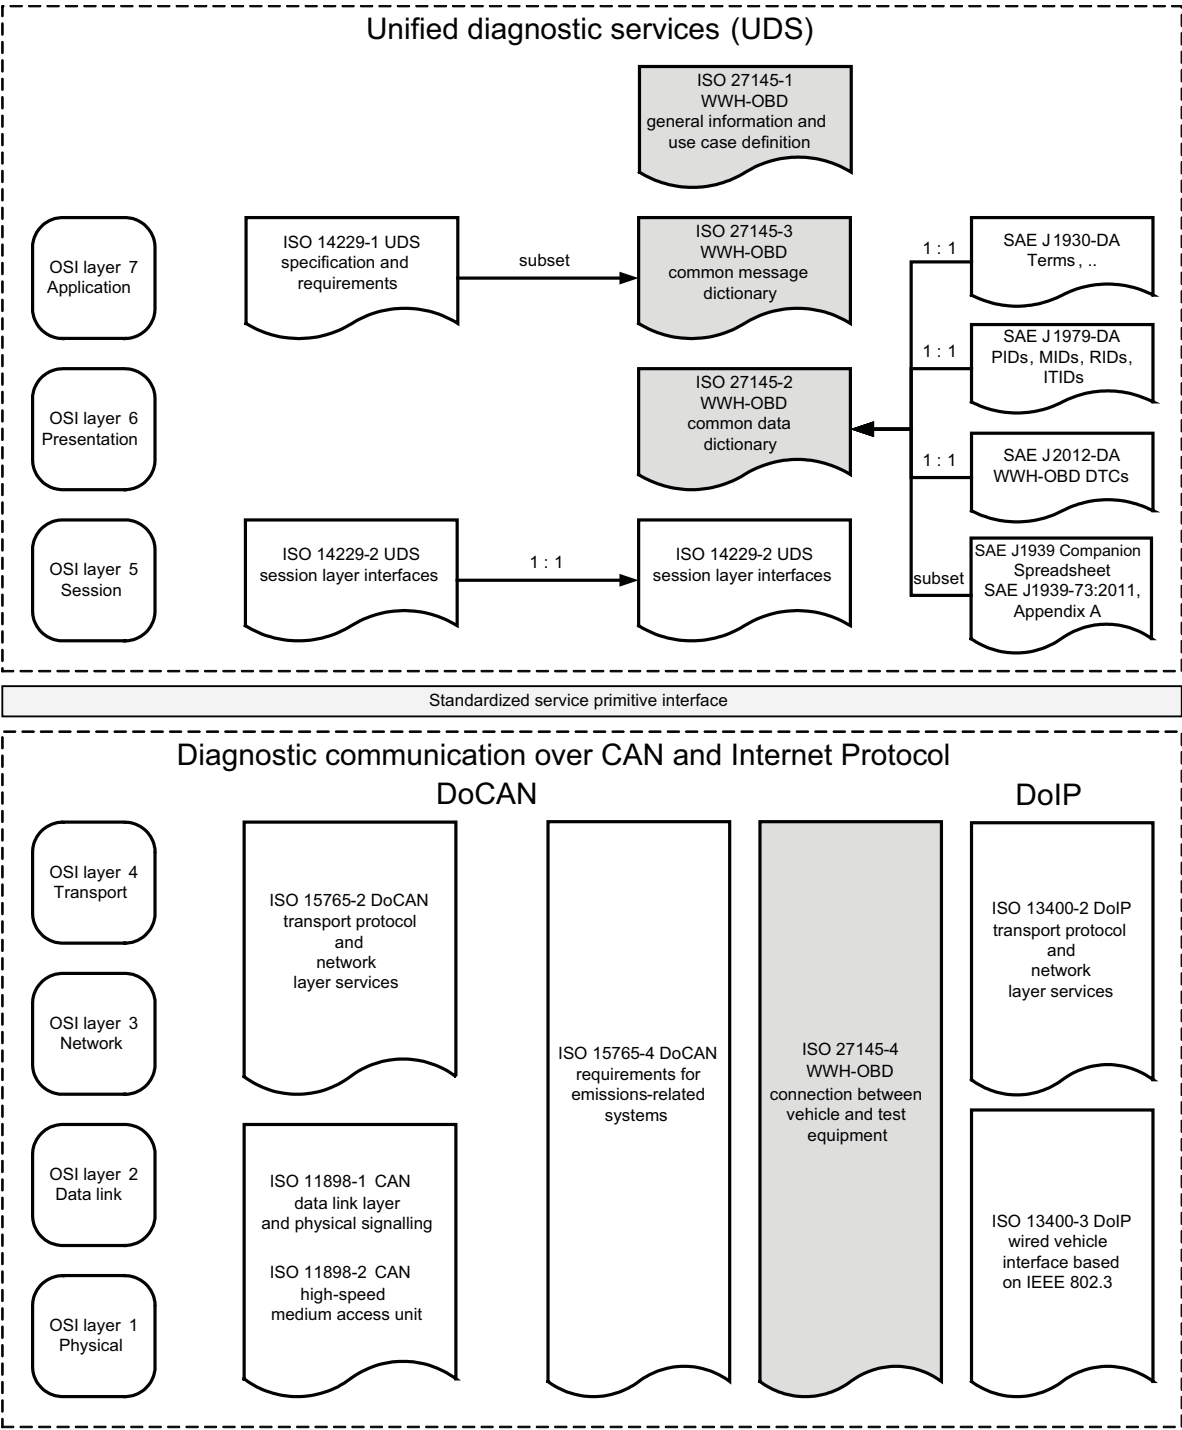 Unified diagnostic services (UDS)
ISO 27145-1
WWH-OBD
general information and
use case definition
OSI layer 7
Application
ISO 14229-1 UDS
specification and
requirements
subset
ISO 27145-3
WWH-OBD
common message
dictionary
1 : 1
SAE J1930-DA
Terms, ..
1 : 1
SAE J1979-DA
PIDs, MIDs, RIDs,
ITIDs
OSI layer 6
Presentation
ISO 27145-2
WWH-OBD
common data
dictionary
1 : 1
SAE J2012-DA
WWH-OBD DTCs
OSI layer 5
Session
ISO 14229-2 UDS
session layer interfaces
1 : 1
ISO 14229-2 UDS
session layer interfaces
subset
SAE J1939 Companion
Spreadsheet
SAE J1939-73:2011,
Appendix A
Standardized service primitive interface
Diagnostic communication over CAN and Internet Protocol
DoCAN
DoIP
OSI layer 4
Transport
OSI layer 3
Network
ISO 15765-2 DoCAN
transport protocol
and
network
layer services
ISO 15765-4 DoCAN
requirements for
emissions-related
systems
ISO 27145-4
WWH-OBD
connection between
vehicle and test
equipment
ISO 13400-2 DoIP
transport protocol
and
network
layer services
OSI layer 2
Data link
OSI layer 1
Physical
ISO 11898-1 CAN
data link layer
and physical signalling
ISO 11898-2 CAN
high-speed
medium access unit
ISO 13400-3 DoIP
wired vehicle
interface based
on IEEE 802.3